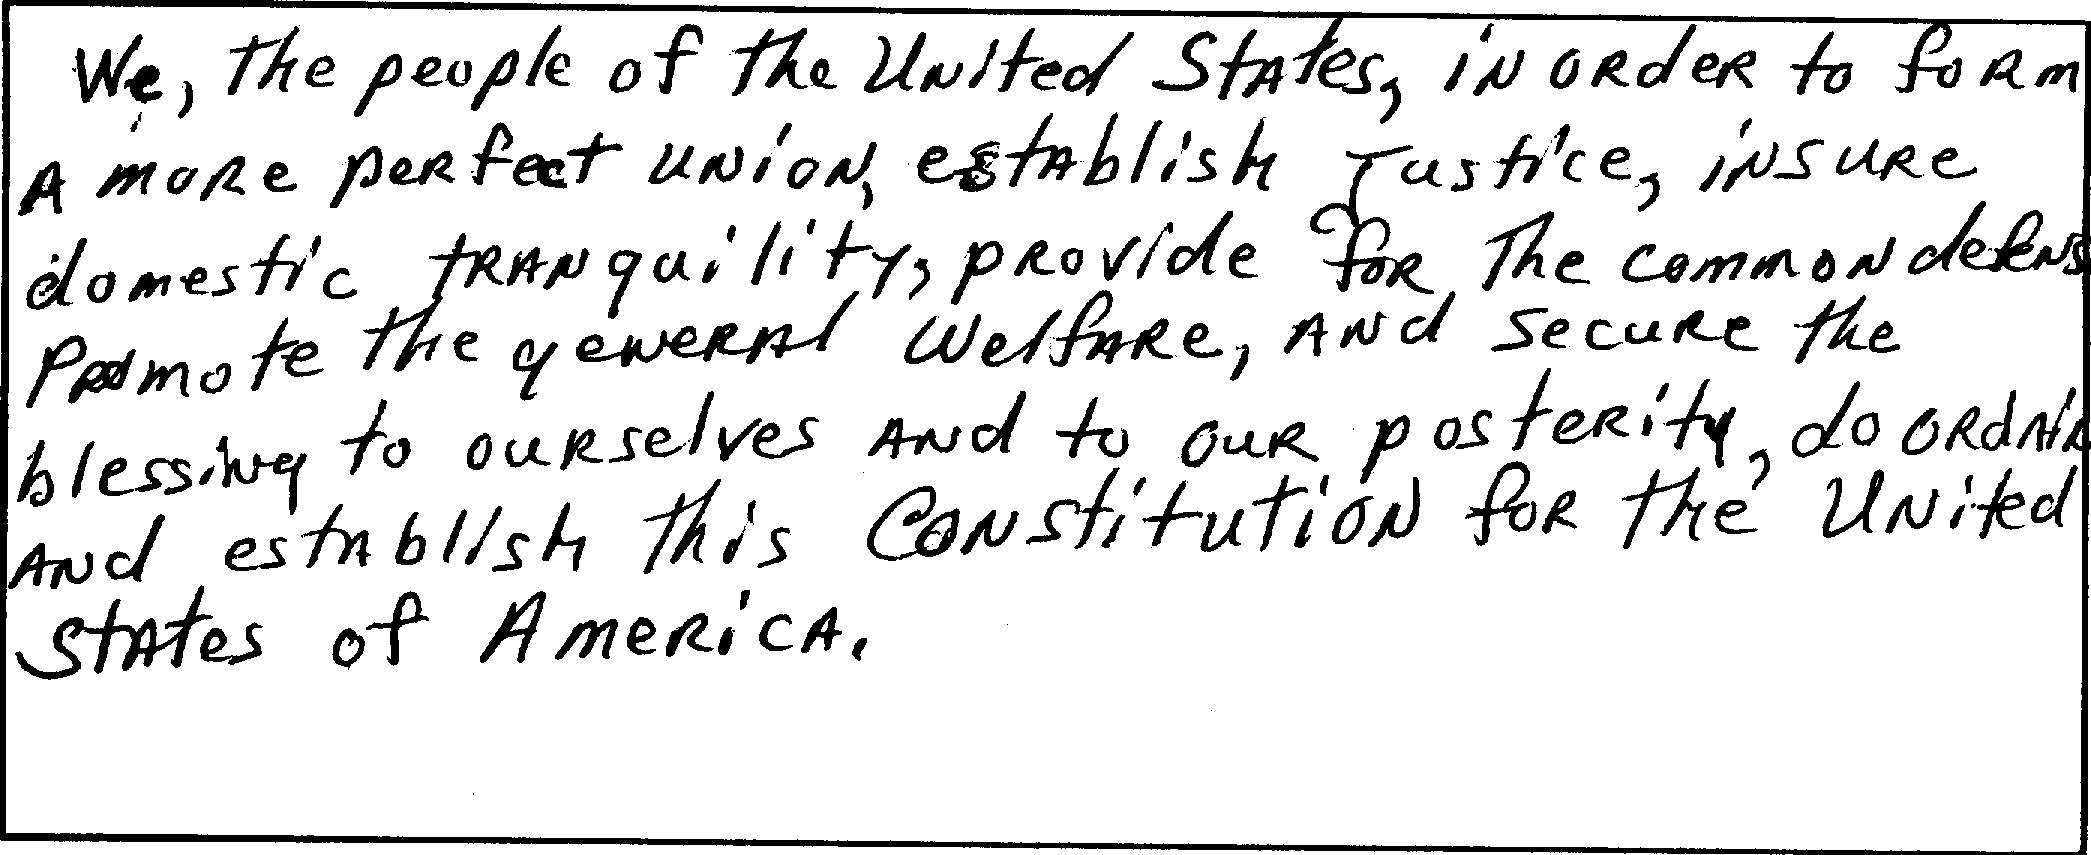 We, the people of the United States, in order to form
a more perfect union, establish Justice, insure
domestic tranquility, provide for the common defens
Promote the general Welfare, and secure the
blessing to ourselves and to our posterity, do ordain
and establish this Constitution for the United
States of America.